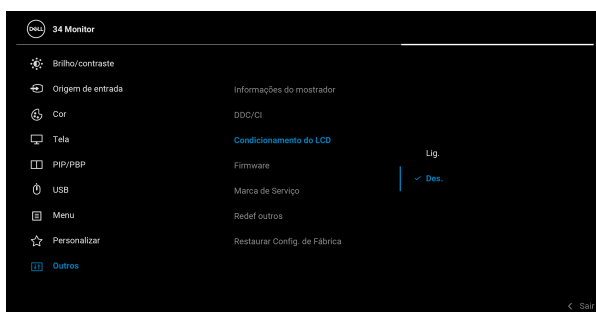 DELL 34 Monitor
Brilho/contraste
Origem de entrada
Cor
Tela
PIP/PBP
USB
Menu
Personalizar
Outros
Informações do mostrador
DDC/CI
Condicionamento do LCD
Firmware
Marca de Serviço
Redef outros
Restaurar Config. de Fábrica
Lig.
Des.
Sair